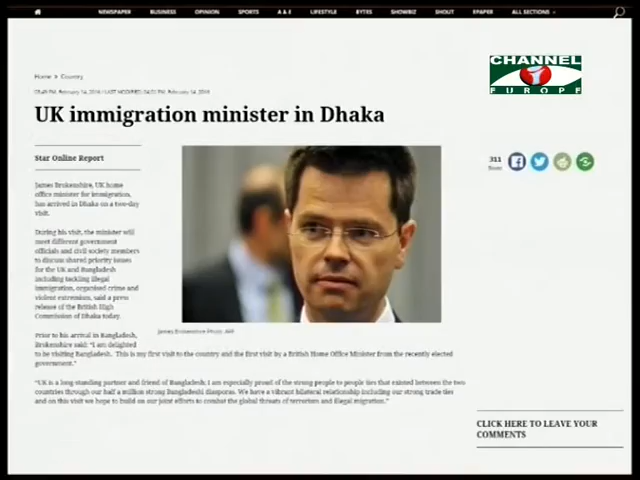 NEWSPAPER BUSINESS OPINION SPORTS A & E LIFESTYLE BYTES SHOWBIZ SHOUT EPAPER ALL SECTIONS
CHANNEL
i
EUROPE
Home > Country
UK immigration minister in Dhaka
Star Online Report
311
James Brokenshire, UK home
office minister for immigration,
has arrived in Dhaka on a two-day
visit.
During his visit, the minister will
meet different government
officials and civil society members
to discuss shared priority issues
for the UK and Bangladesh
including tackling illegal
immigration, organised crime and
violent extremism, said a press
release of the British High
Commission of Dhaka today.
James Brokenshire Photo: AFP
Prior to his arrival in Bangladesh,
Brokenshire said: "I am delighted
to be visiting Bangladesh. This is my first visit to the country and the first visit by a British Home Office Minister from the recently elected
government."
"UK is a long-standing partner and friend of Bangladesh; I am especially proud of the strong people to people ties that existed between the two
countries through our half a million strong Bangladeshi diasporas. We have a vibrant bilateral relationship including our strong trade ties
and on this visit we hope to build on our joint efforts to combat the global threats of terrorism and illegal migration."
CLICK HERE TO LEAVE YOUR
COMMENTS